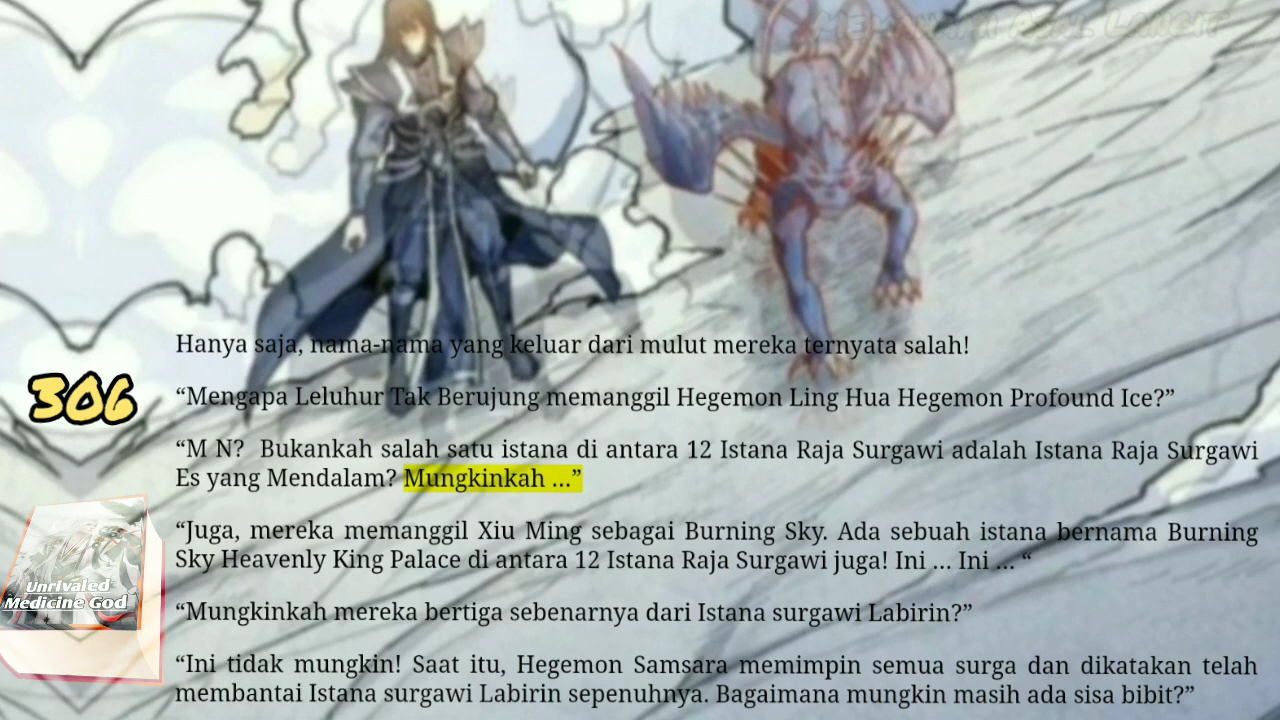 MEMANAHI ASAL LANGIT
Hanya saja, nama-nama yang keluar dari mulut mereka ternyata salah!
306
“Mengapa Leluhur Tak Berujung memanggil Hegemon Ling Hua Hegemon Profound Ice?”
“M N?  Bukankah salah satu istana di antara 12 Istana Raja Surgawi adalah Istana Raja Surgawi
Es yang Mendalam? Mungkinkah ...”
“Juga, mereka memanggil Xiu Ming sebagai Burning Sky. Ada sebuah istana bernama Burning
Sky Heavenly King Palace di antara 12 Istana Raja Surgawi juga! Ini ... Ini ... “
Unrivaled
Medicine God
“Mungkinkah mereka bertiga sebenarnya dari Istana surgawi Labirin?”
“Ini tidak mungkin! Saat itu, Hegemon Samsara memimpin semua surga dan dikatakan telah
membantai Istana surgawi Labirin sepenuhnya. Bagaimana mungkin masih ada sisa bibit?”